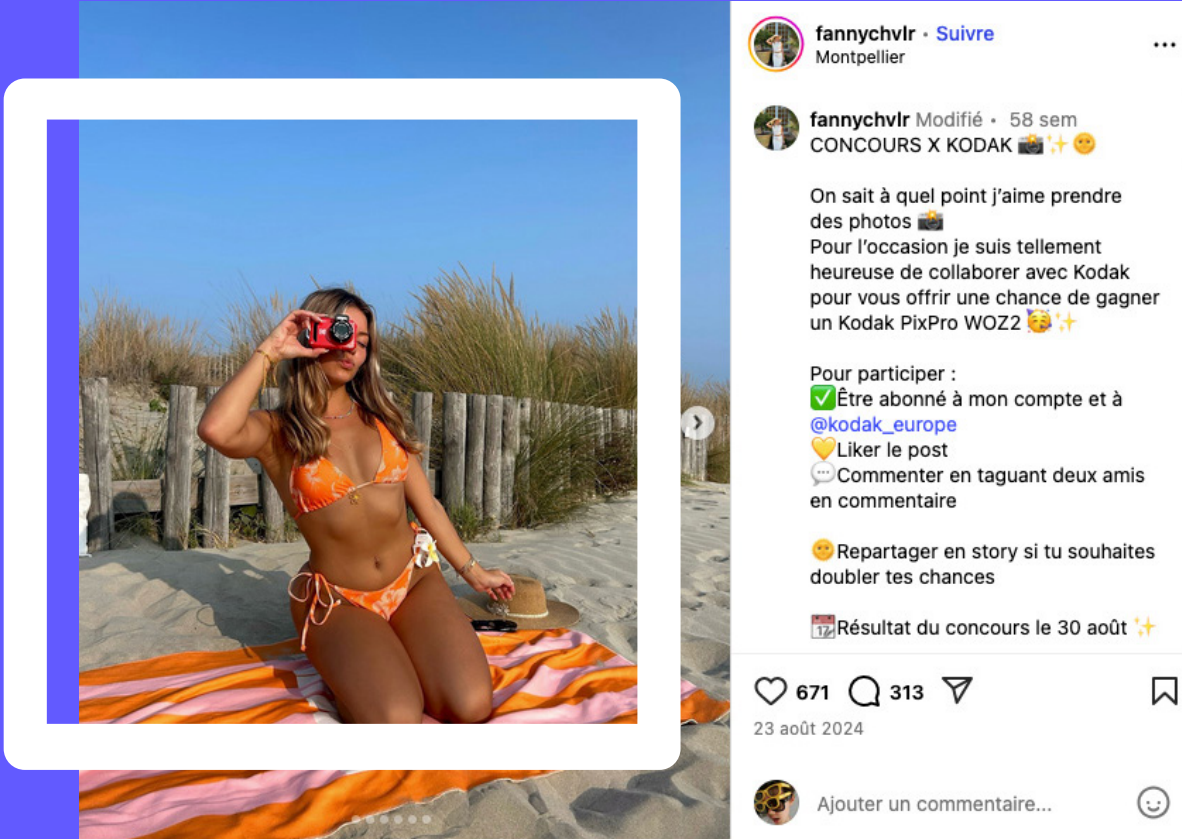 fannychvlr • Suivre
Montpellier
fannychvlr Modifié • 58 sem
CONCOURS X KODAK 📸✨🌞
On sait à quel point j’aime prendre
des photos 📸
Pour l’occasion je suis tellement
heureuse de collaborer avec Kodak
pour vous offrir une chance de gagner
un Kodak PixPro WOZ2 🥳✨
Pour participer :
✅Être abonné à mon compte et à
@kodak_europe
💛Liker le post
💬Commenter en taguant deux amis
en commentaire
🌞Repartager en story si tu souhaites
doubler tes chances
📆Résultat du concours le 30 août ✨
671 313
23 août 2024
Ajouter un commentaire...